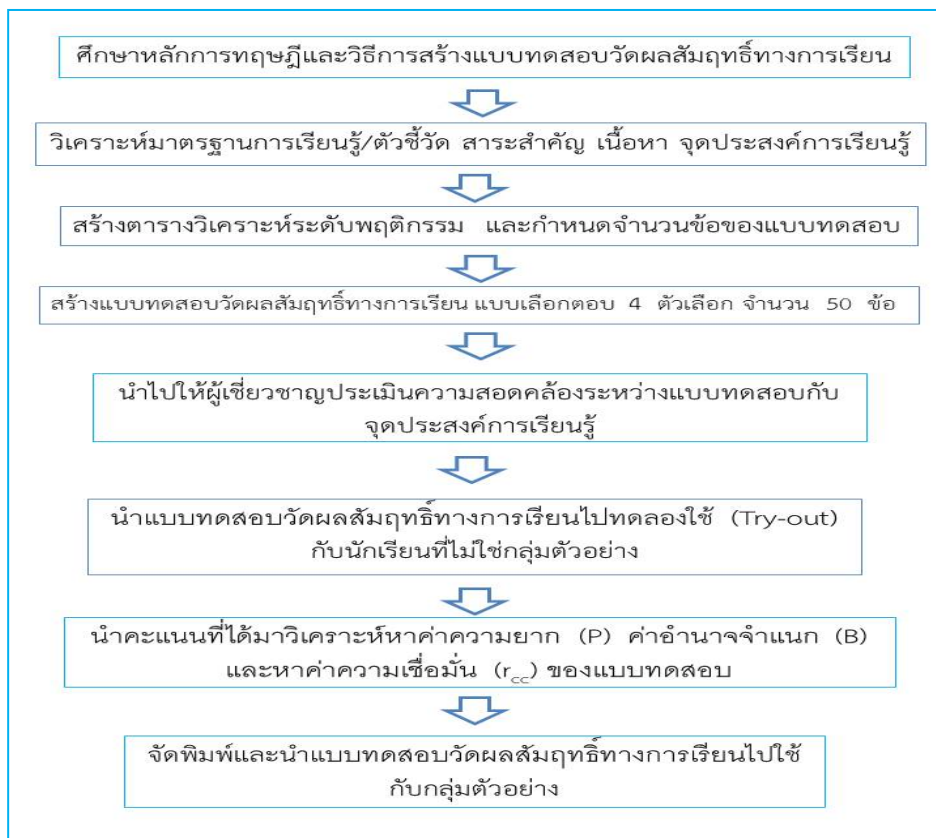 ศึกษาหลักการทฤษฎีและวิธีการสร้างแบบทดสอบวัดผลสัมฤทธิ์ทางการเรียน
วิเคราะห์มาตรฐานการเรียนรู้/ตัวชี้วัด สาระสำคัญ เนื้อหา จุดประสงค์การเรียนรู้
สร้างตารางวิเคราะห์ระดับพฤติกรรม และกำหนดจำนวนข้อของแบบทดสอบ
สร้างแบบทดสอบวัดผลสัมฤทธิ์ทางการเรียน แบบเลือกตอบ 4 ตัวเลือก จำนวน 50 ข้อ
นำไปให้ผู้เชี่ยวชาญประเมินความสอดคล้องระหว่างแบบทดสอบกับ
จุดประสงค์การเรียนรู้
นำแบบทดสอบวัดผลสัมฤทธิ์ทางการเรียนไปทดลองใช้ (Try-out)
กับนักเรียนที่ไม่ใช่กลุ่มตัวอย่าง
นำคะแนนที่ได้มาวิเคราะห์หาค่าความยาก (P) ค่าอำนาจจำแนก (B)
และหาค่าความเชื่อมั่น (rcc) ของแบบทดสอบ
จัดพิมพ์และนำแบบทดสอบวัดผลสัมฤทธิ์ทางการเรียนไปใช้
กับกลุ่มตัวอย่าง